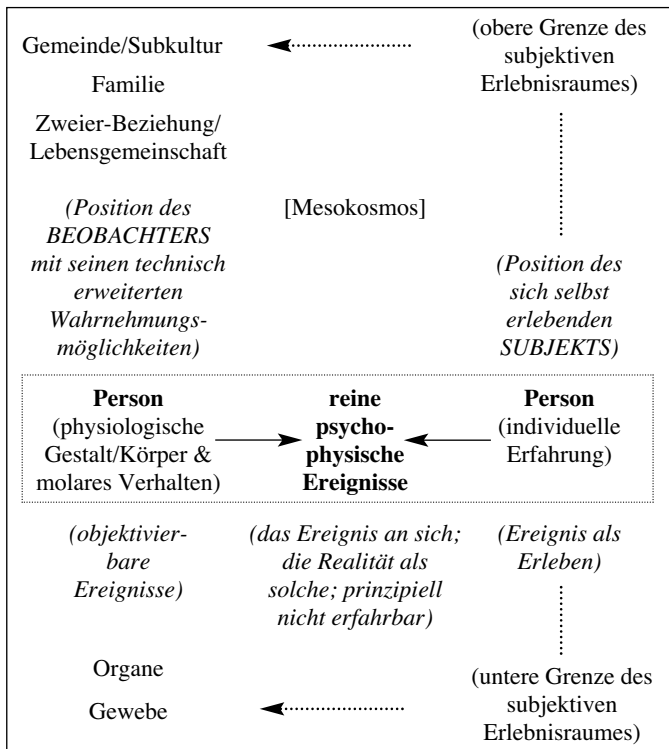 Gemeinde/Subkultur
Familie
Zweier-Beziehung/
Lebensgemeinschaft
(obere Grenze des
subjektiven
Erlebnisraumes)
(Position des
BEOBACHTERS
mit seinen technisch
erweiterten
Wahrnehmungs-
möglichkeiten)
[Mesokosmos]
(Position des
sich selbst
erlebenden
SUBJEKTS)
Person
(physiologische
Gestalt/Körper &
molares Verhalten)
reine
psycho-
physische
Ereignisse
Person
(individuelle
Erfahrung)
(objektivier-
bare
Ereignisse)
(das Ereignis an sich;
die Realität als
solche; prinzipiell
nicht erfahrbar)
(Ereignis als
Erleben)
Organe
Gewebe
(untere Grenze des
subjektiven
Erlebnisraumes)